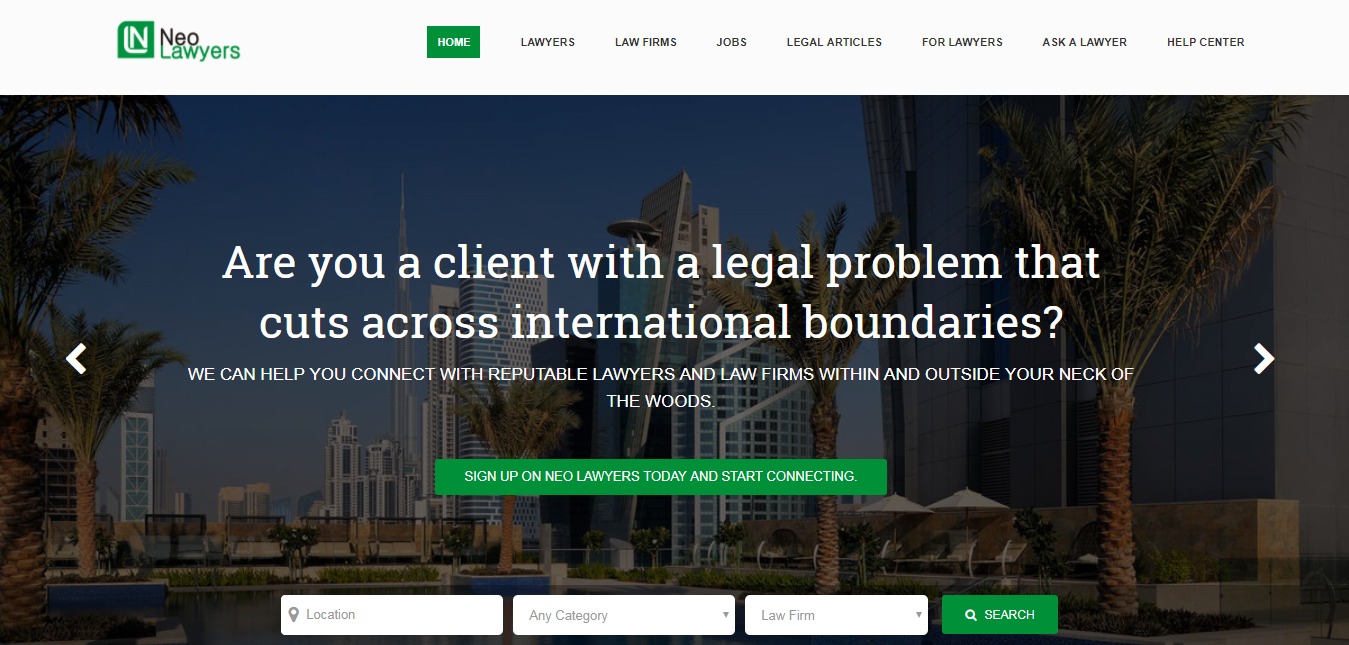 Neo
Lawyers
HOME LAWYERS LAW FIRMS JOBS LEGAL ARTICLES FOR LAWYERS ASK A LAWYER HELP CENTER
Are you a client with a legal problem that
cuts across international boundaries?
WE CAN HELP YOU CONNECT WITH REPUTABLE LAWYERS AND LAW FIRMS WITHIN AND OUTSIDE YOUR NECK OF
THE WOODS.
SIGN UP ON NEO LAWYERS TODAY AND START CONNECTING.
Location Any Category Law Firm SEARCH